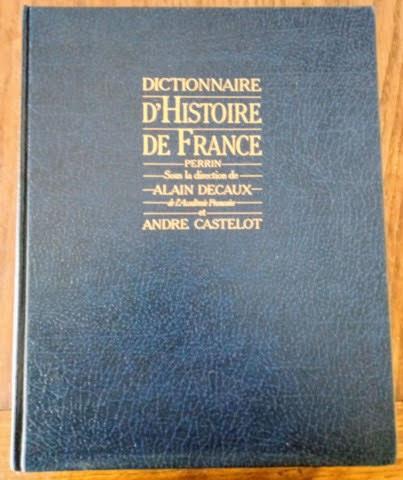 DICTIONNAIRE
D'HISTOIRE
DE FRANCE
PERRIN
Sous la direction de
ALAIN DECAUX
de l'Académie Française
et
ANDRE CASTELOT